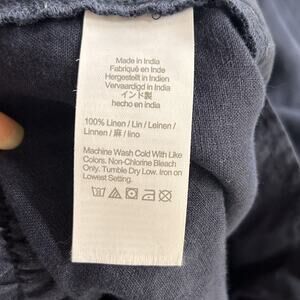 Made in India
Fabriqué en Inde
Hergestellt in Indien
Vervaardigd in India
インド製
hecho en india
100% Linen / Lin / Leinen /
Linnen / 麻 / lino
Machine Wash Cold With Like
Colors. Non-Chlorine Bleach
Only. Tumble Dry Low. Iron on
Lowest Setting.